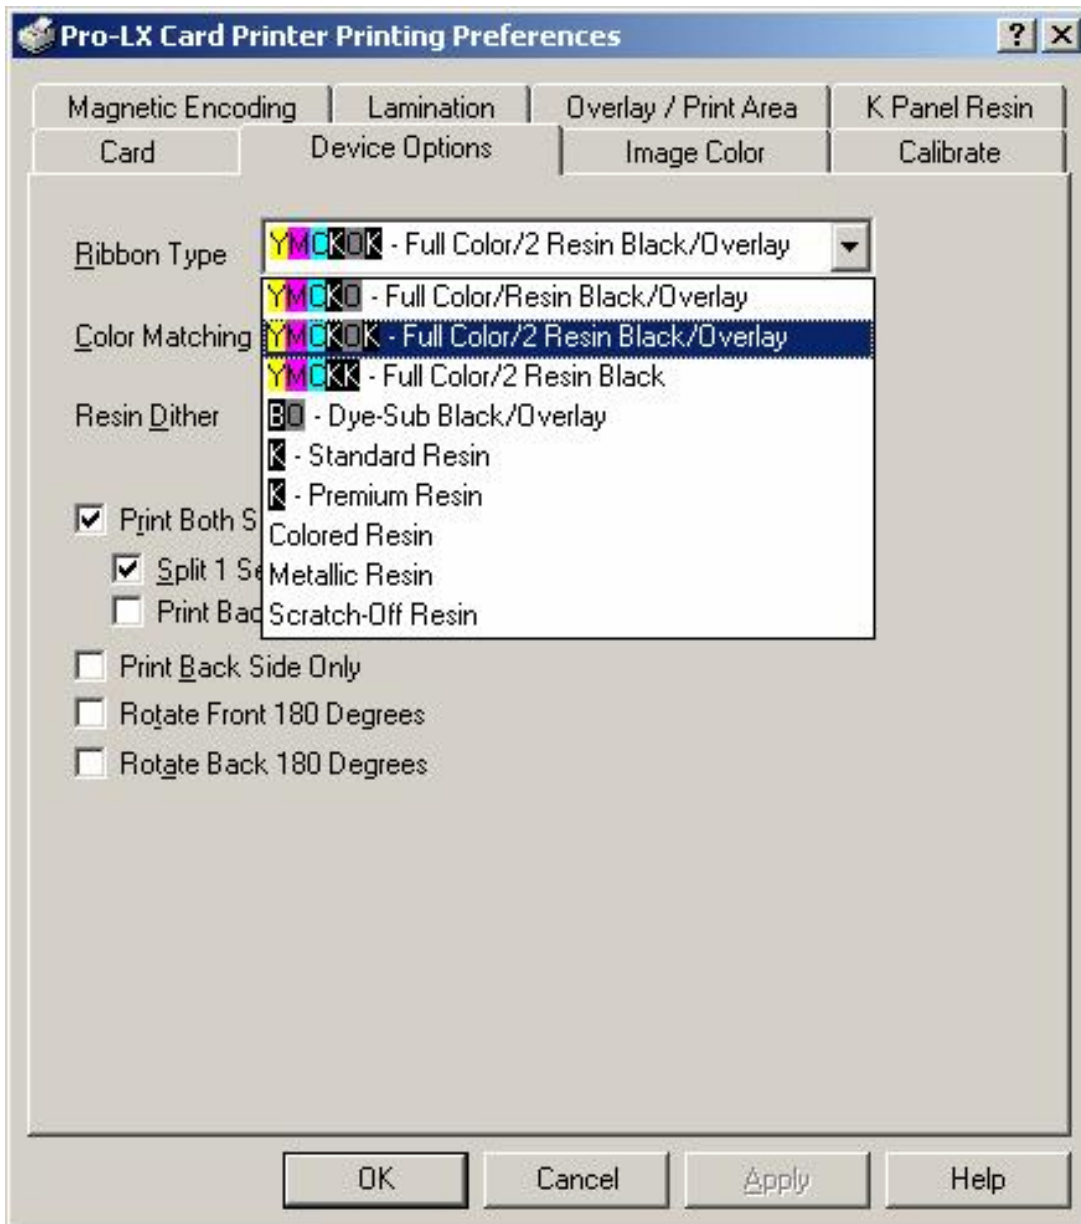 Pro-LX Card Printer Printing Preferences
Magnetic Encoding Lamination Overlay / Print Area K Panel Resin
Card Device Options Image Color Calibrate
Ribbon Type YMCKOK - Full Color/2 Resin Black/Overlay
YMCKO - Full Color/Resin Black/Overlay
Color Matching YMCKOK - Full Color/2 Resin Black/Overlay
YMCKK - Full Color/2 Resin Black
Resin Dither BO - Dye-Sub Black/Overlay
K - Standard Resin
K - Premium Resin
Print Both S
Colored Resin
Split 1 Se
Metallic Resin
Print Bac
Scratch-Off Resin
Print Back Side Only
Rotate Front 180 Degrees
Rotate Back 180 Degrees
OK Cancel Apply Help